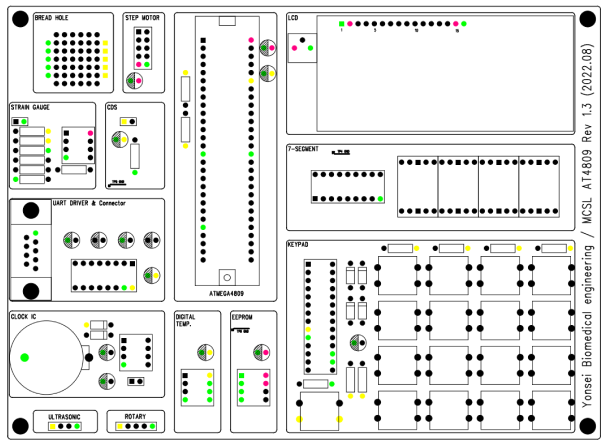 BREAD HOLE
STEP MOTOR
LCD
1
5
10
15
STRAIN GAUGE
CDS
7-SEGMENT
UART DRIVER & Connector
ATMEGA4809
KEYPAD
CLOCK IC
DIGITAL
TEMP.
EEPROM
ULTRASONIC
ROTARY
Yonsei Biomedical engineering / MCSL AT4809 Rev 1.3 (2022.08)